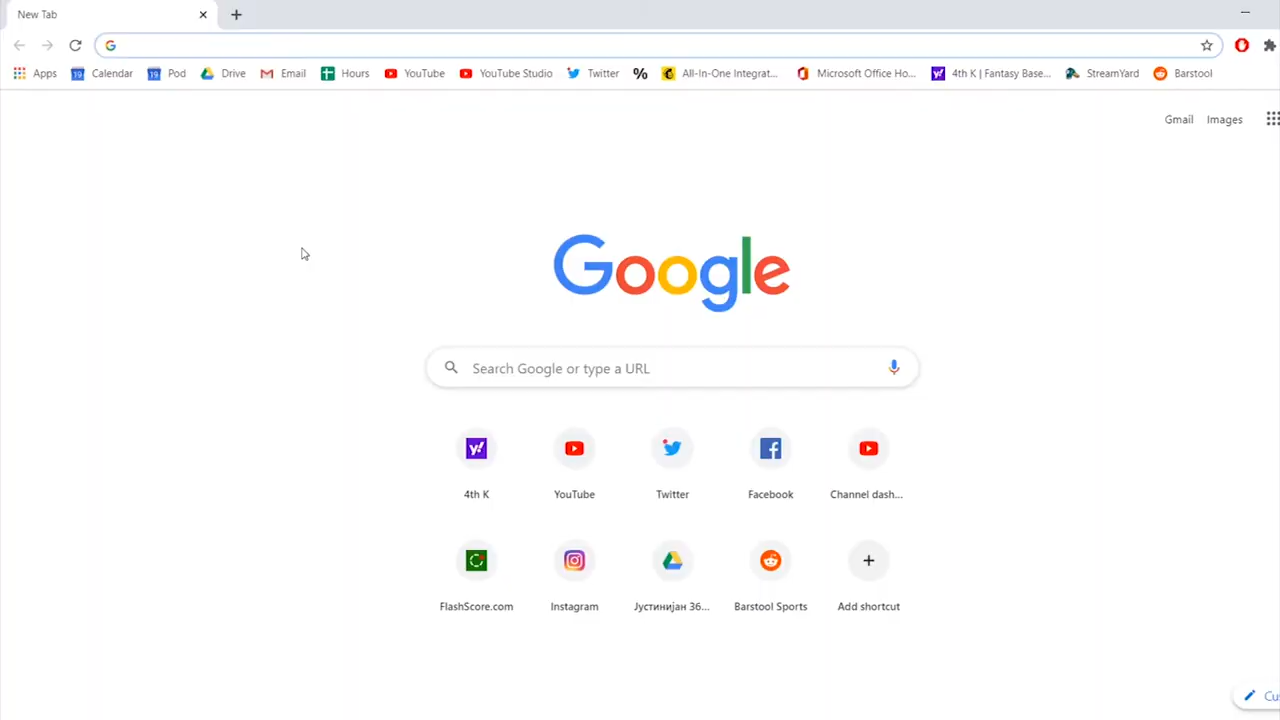 New Tab
Apps Calendar Pod Drive Email Hours YouTube YouTube Studio Twitter % All-In-One Integrat... Microsoft Office Ho... 4th K | Fantasy Base... StreamYard Barstool
Gmail Images
Google
Search Google or type a URL
4th K YouTube Twitter Facebook Channel dash...
FlashScore.com Instagram Јустинијан 36... Barstool Sports Add shortcut